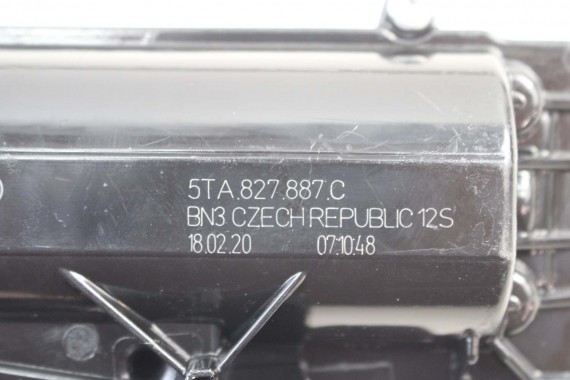 5TA.827.887.C
BN3 CZECH REPUBLIC 12S
18.02.20 07:10:48